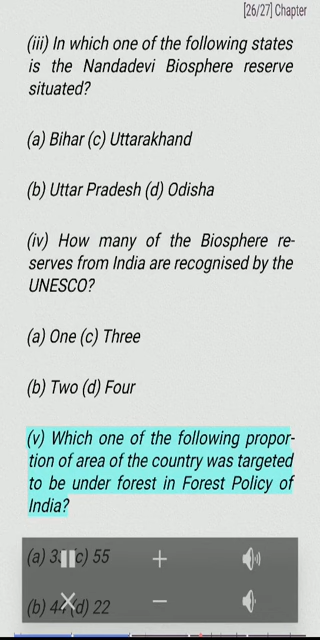 [26/27] Chapter
(iii) In which one of the following states
is the Nandadevi Biosphere reserve
situated?
(a) Bihar (c) Uttarakhand
(b) Uttar Pradesh (d) Odisha
(iv) How many of the Biosphere re-
serves from India are recognised by the
UNESCO?
(a) One (c) Three
(b) Two (d) Four
(v) Which one of the following propor-
tion of area of the country was targeted
to be under forest in Forest Policy of
India?
(a) 33 (c) 55
(b) 44 (d) 22